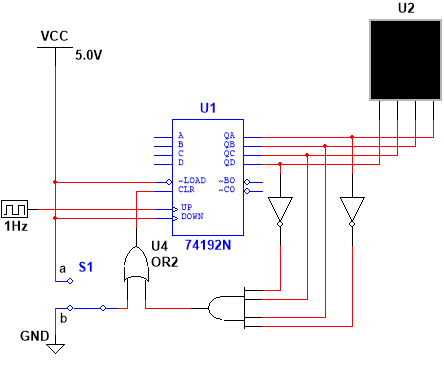 U2
VCC
5.0V
U1
A QA
B QB
C QC
D QD
~LOAD ~BO
CLR ~CO
UP
DOWN
1Hz
74192N
U4
OR2
a S1
b
GND